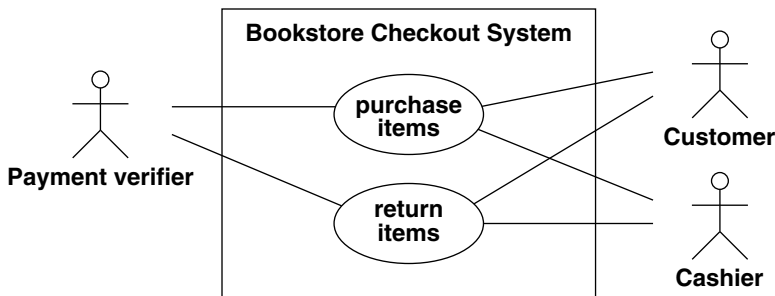 Bookstore Checkout System
purchase
items
Customer
Payment verifier
return
items
Cashier